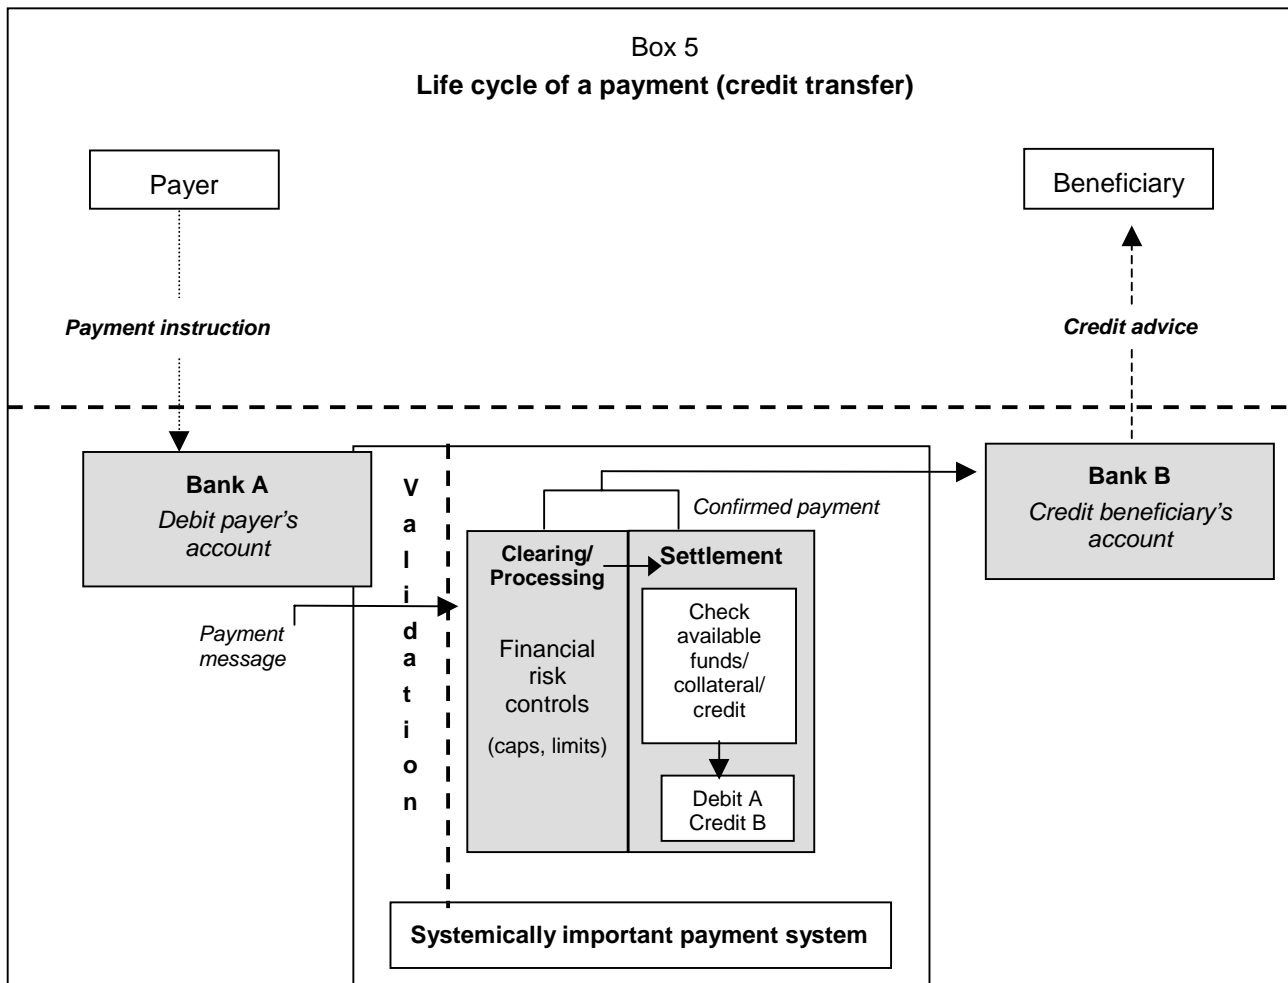 Box 5
Life cycle of a payment (credit transfer)
Payer
Beneficiary
Payment instruction
Credit advice
Bank A
Debit payer's
account
Validation
Payment
message
Clearing/
Processing
Financial
risk
controls
(caps, limits)
Settlement
Check
available
funds/
collateral/
credit
Debit A
Credit B
Confirmed payment
Bank B
Credit beneficiary's
account
Systemically important payment system